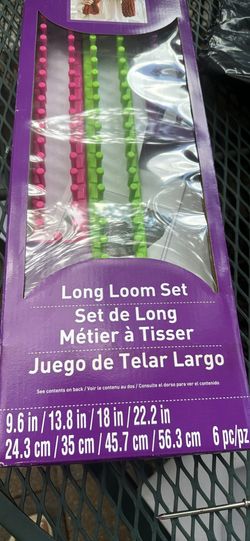 Long Loom Set
Set de Long
Métier à Tisser
Juego de Telar Largo
See contents on back / Voir le contenu au dos / Consulta el dorso para ver el contenido
9.6 in / 13.8 in / 18 in / 22.2 in
24.3 cm / 35 cm / 45.7 cm / 56.3 cm 6 pc/pz